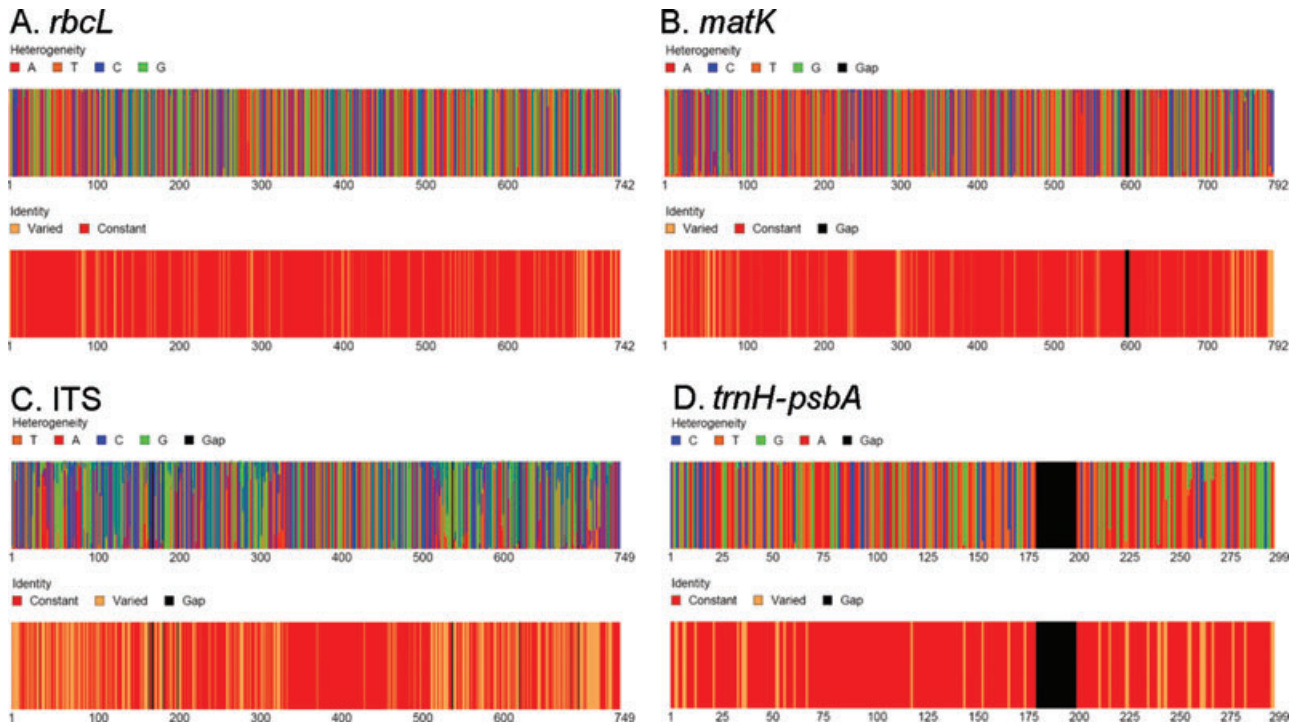 A. rbcL
Heterogeneity
A T C G
1 100 200 300 400 500 600 742
Identity
Varied Constant
1 100 200 300 400 500 600 742
B. matK
Heterogeneity
A C T G Gap
1 100 200 300 400 500 600 700 792
Identity
Varied Constant Gap
1 100 200 300 400 500 600 700 792
C. ITS
Heterogeneity
T A C G Gap
1 100 200 300 400 500 600 749
Identity
Constant Varied Gap
1 100 200 300 400 500 600 749
D. trnH-psbA
Heterogeneity
C T G A Gap
1 25 50 75 100 125 150 175 200 225 250 275 299
Identity
Constant Varied Gap
1 25 50 75 100 125 150 175 200 225 250 275 299